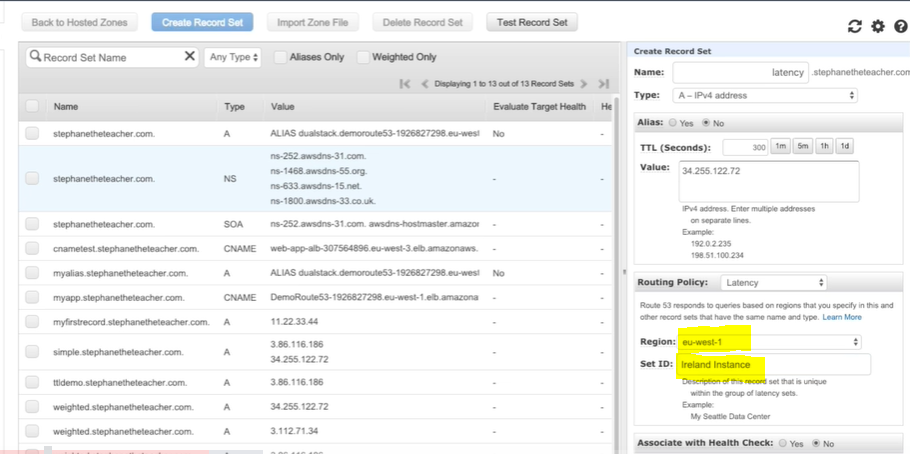 Back to Hosted Zones Create Record Set Import Zone File Delete Record Set Test Record Set
Record Set Name Any Type Aliases Only Weighted Only
Displaying 1 to 13 out of 13 Record Sets
Name Type Value Evaluate Target Health He
stephanetheteacher.com. A ALIAS dualstack.demoroute53-1926827298.eu-west No -
stephanetheteacher.com. NS ns-252.awsdns-31.com.
ns-1468.awsdns-55.org.
ns-633.awsdns-15.net.
ns-1800.awsdns-33.co.uk. - -
stephanetheteacher.com. SOA ns-252.awsdns-31.com. awsdns-hostmaster.amazor - -
cnametest.stephanetheteacher.com. CNAME web-app-alb-307564896.eu-west-3.elb.amazonaws. - -
myalias.stephanetheteacher.com. A ALIAS dualstack.demoroute53-1926827298.eu-west No -
myapp.stephanetheteacher.com. CNAME DemoRoute53-1926827298.eu-west-1.elb.amazona - -
myfirstrecord.stephanetheteacher.com. A 11.22.33.44 - -
simple.stephanetheteacher.com. A 3.86.116.186
34.255.122.72 - -
ttldemo.stephanetheteacher.com. A 3.86.116.186 - -
weighted.stephanetheteacher.com. A 34.255.122.72 - -
weighted.stephanetheteacher.com. A 3.112.71.34 - -
Create Record Set
Name: latency .stephanetheteacher.com
Type: A – IPv4 address
Alias: Yes No
TTL (Seconds): 300 1m 5m 1h 1d
Value: 34.255.122.72
IPv4 address. Enter multiple addresses
on separate lines.
Example:
192.0.2.235
198.51.100.234
Routing Policy: Latency
Route 53 responds to queries based on regions that you specify in this and
other record sets that have the same name and type. Learn More
Region: eu-west-1
Set ID: Ireland Instance
Description of this record set that is unique
within the group of latency sets.
Example:
My Seattle Data Center
Associate with Health Check: Yes No